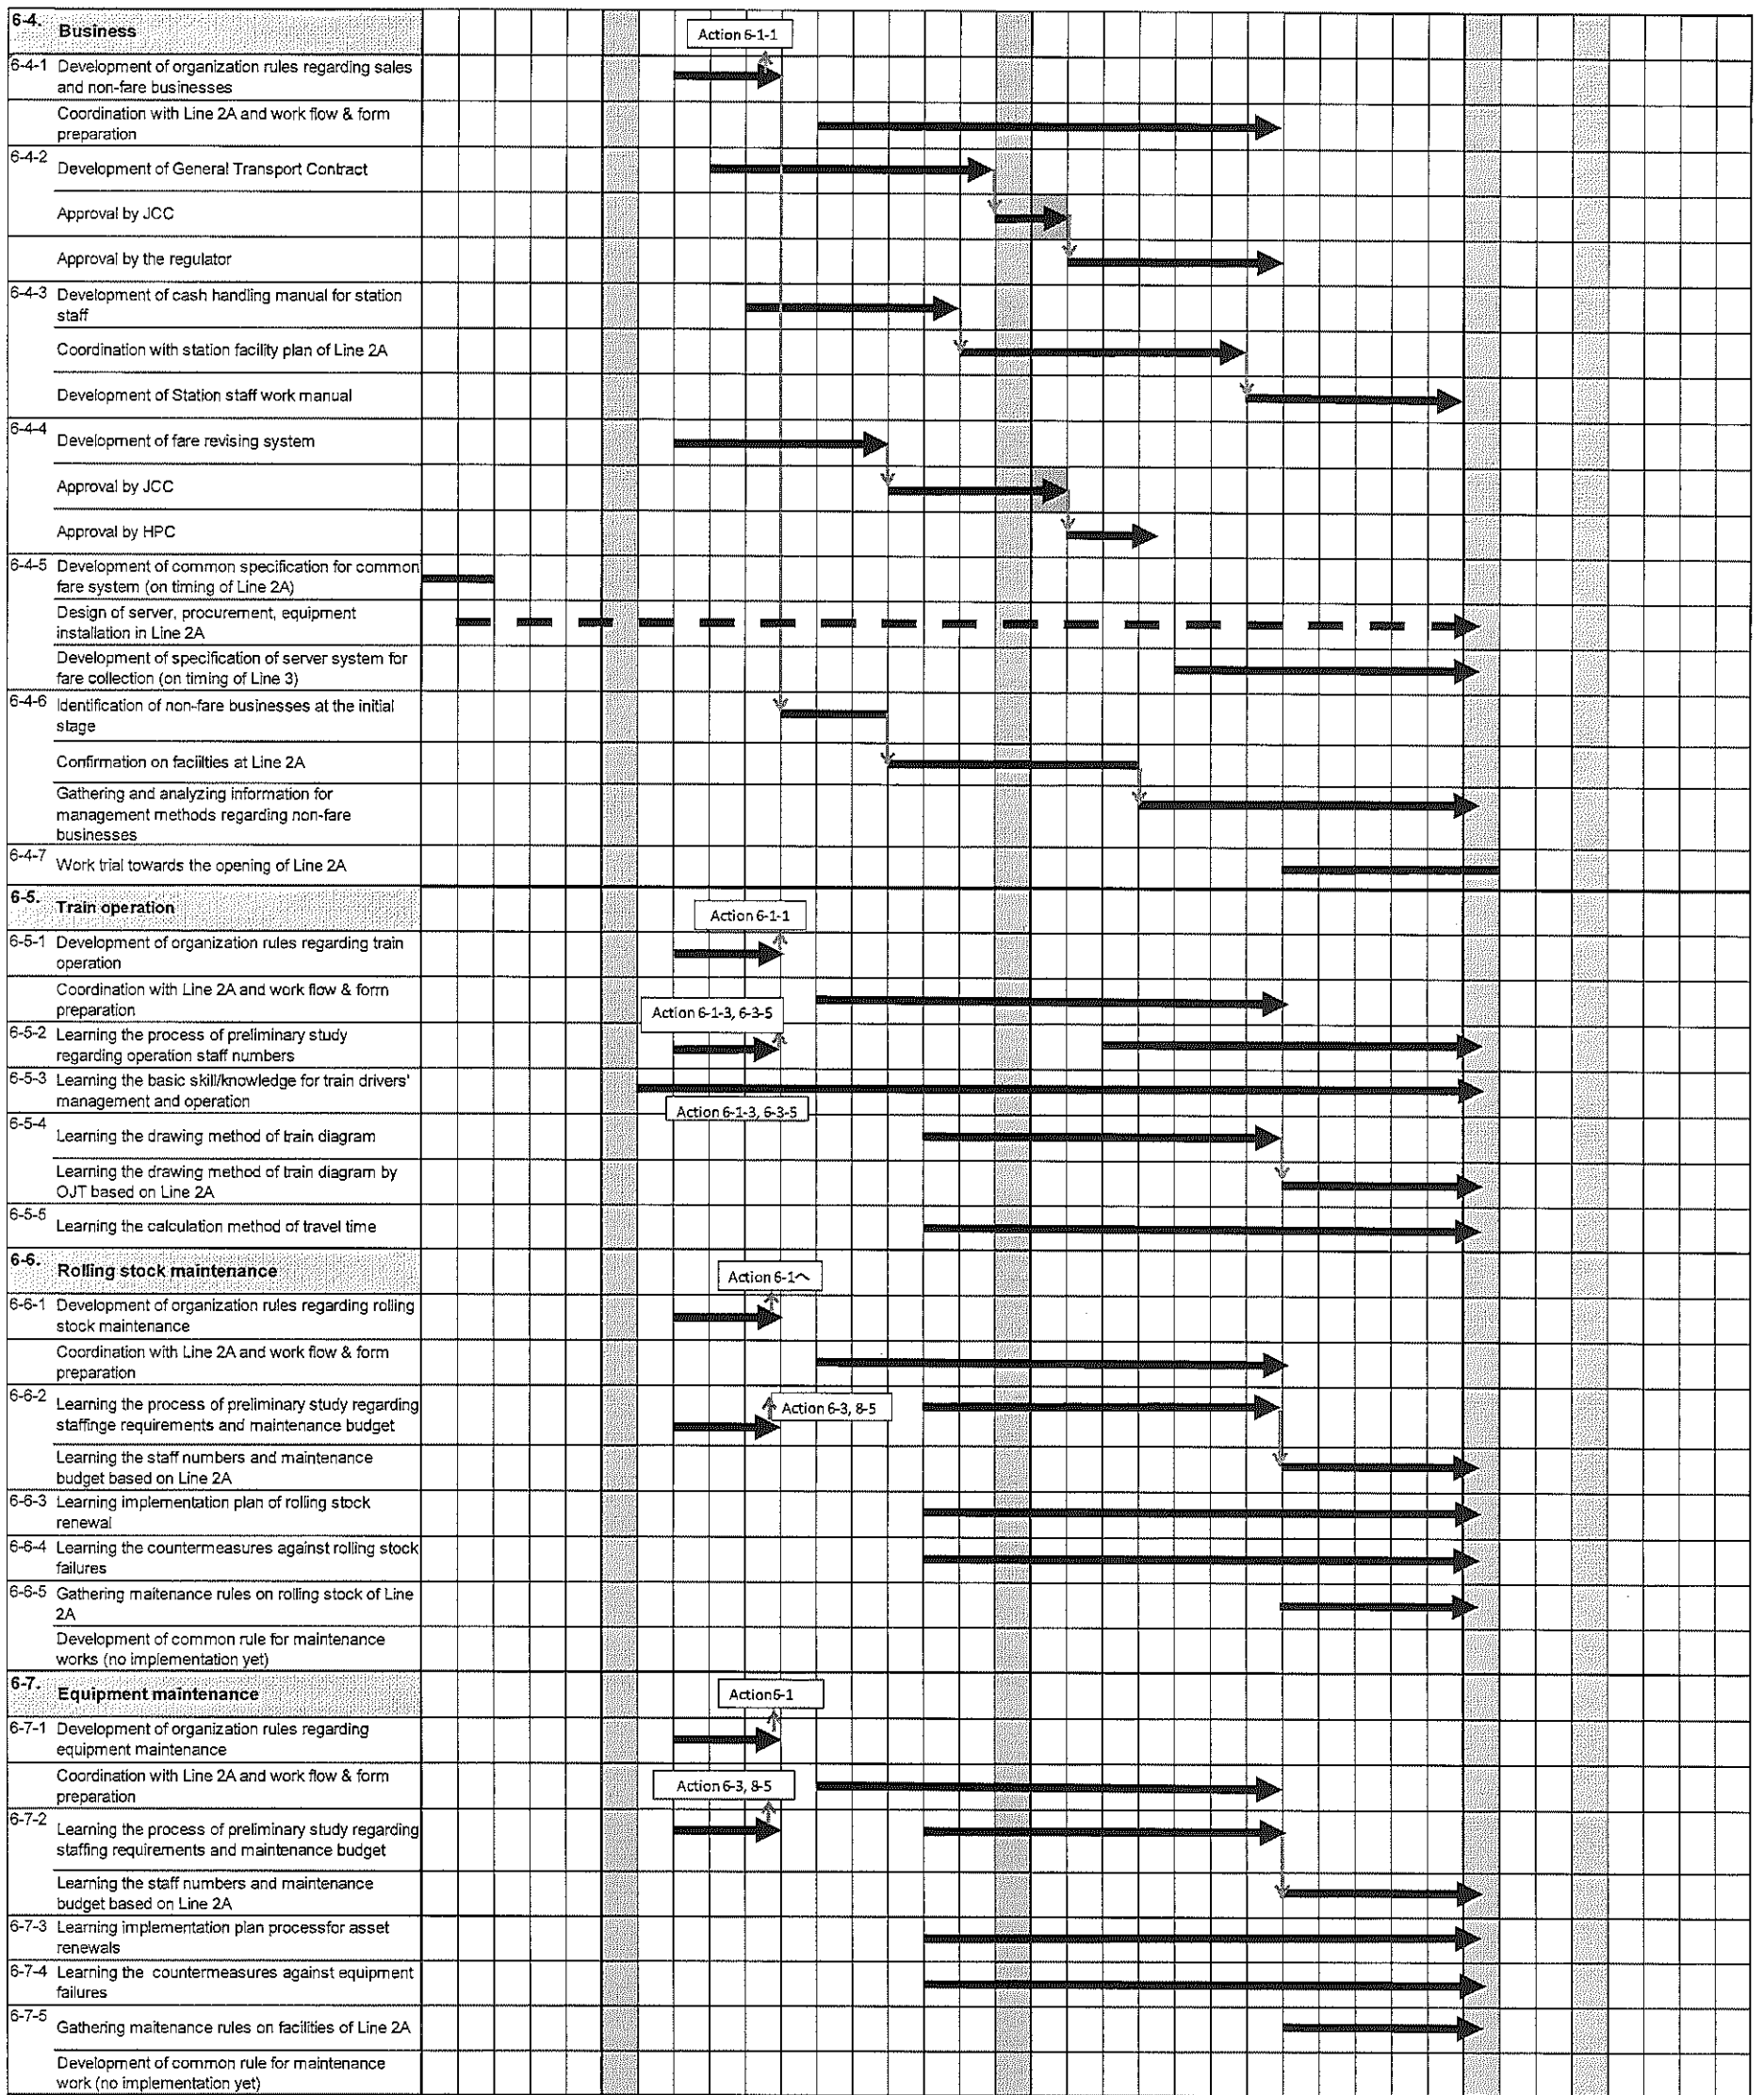 6-4. Business
Action 6-1-1
6-4-1 Development of organization rules regarding sales
and non-fare businesses
Coordination with Line 2A and work flow & form
preparation
6-4-2
Development of General Transport Contract
Approval by JCC
Approval by the regulator
6-4-3 Development of cash handling manual for station
staff
Coordination with station facility plan of Line 2A
Development of Station staff work manual
6-4-4
Development of fare revising system
Approval by JCC
Approval by HPC
6-4-5 Development of common specification for common
fare system (on timing of Line 2A)
Design of server, procurement, equipment
installation in Line 2A
Development of specification of server system for
fare collection (on timing of Line 3)
6-4-6 Identification of non-fare businesses at the initial
stage
Confirmation on faciilties at Line 2A
Gathering and analyzing information for
management methods regarding non-fare
businesses
6-4-7 Work trial towards the opening of Line 2A
6-5. Train operation
Action 6-1-1
6-5-1 Development of organization rules regarding train
operation
Coordination with Line 2A and work flow & form
preparation
Action 6-1-3, 6-3-5
6-5-2 Learning the process of preliminary study
regarding operation staff numbers
6-5-3 Learning the basic skill/knowledge for train drivers'
management and operation
Action 6-1-3, 6-3-5
6-5-4
Learning the drawing method of train diagram
Learning the drawing method of train diagram by
OJT based on Line 2A
6-5-5
Learning the calculation method of travel time
6-6. Rolling stock maintenance
Action 6-1へ
6-6-1 Development of organization rules regarding rolling
stock maintenance
Coordination with Line 2A and work flow & form
preparation
6-6-2 Learning the process of preliminary study regarding
staffinge requirements and maintenance budget
Action 6-3, 8-5
Learning the staff numbers and maintenance
budget based on Line 2A
6-6-3 Learning implementation plan of rolling stock
renewal
6-6-4 Learning the countermeasures against rolling stock
failures
6-6-5 Gathering maitenance rules on rolling stock of Line
2A
Development of common rule for maintenance
works (no implementation yet)
6-7. Equipment maintenance
Action6-1
6-7-1 Development of organization rules regarding
equipment maintenance
Coordination with Line 2A and work flow & form
preparation
Action 6-3, 8-5
6-7-2 Learning the process of preliminary study regarding
staffing requirements and maintenance budget
Learning the staff numbers and maintenance
budget based on Line 2A
6-7-3 Learning implementation plan processfor asset
renewals
6-7-4 Learning the countermeasures against equipment
failures
6-7-5
Gathering maitenance rules on facilities of Line 2A
Development of common rule for maintenance
work (no implementation yet)